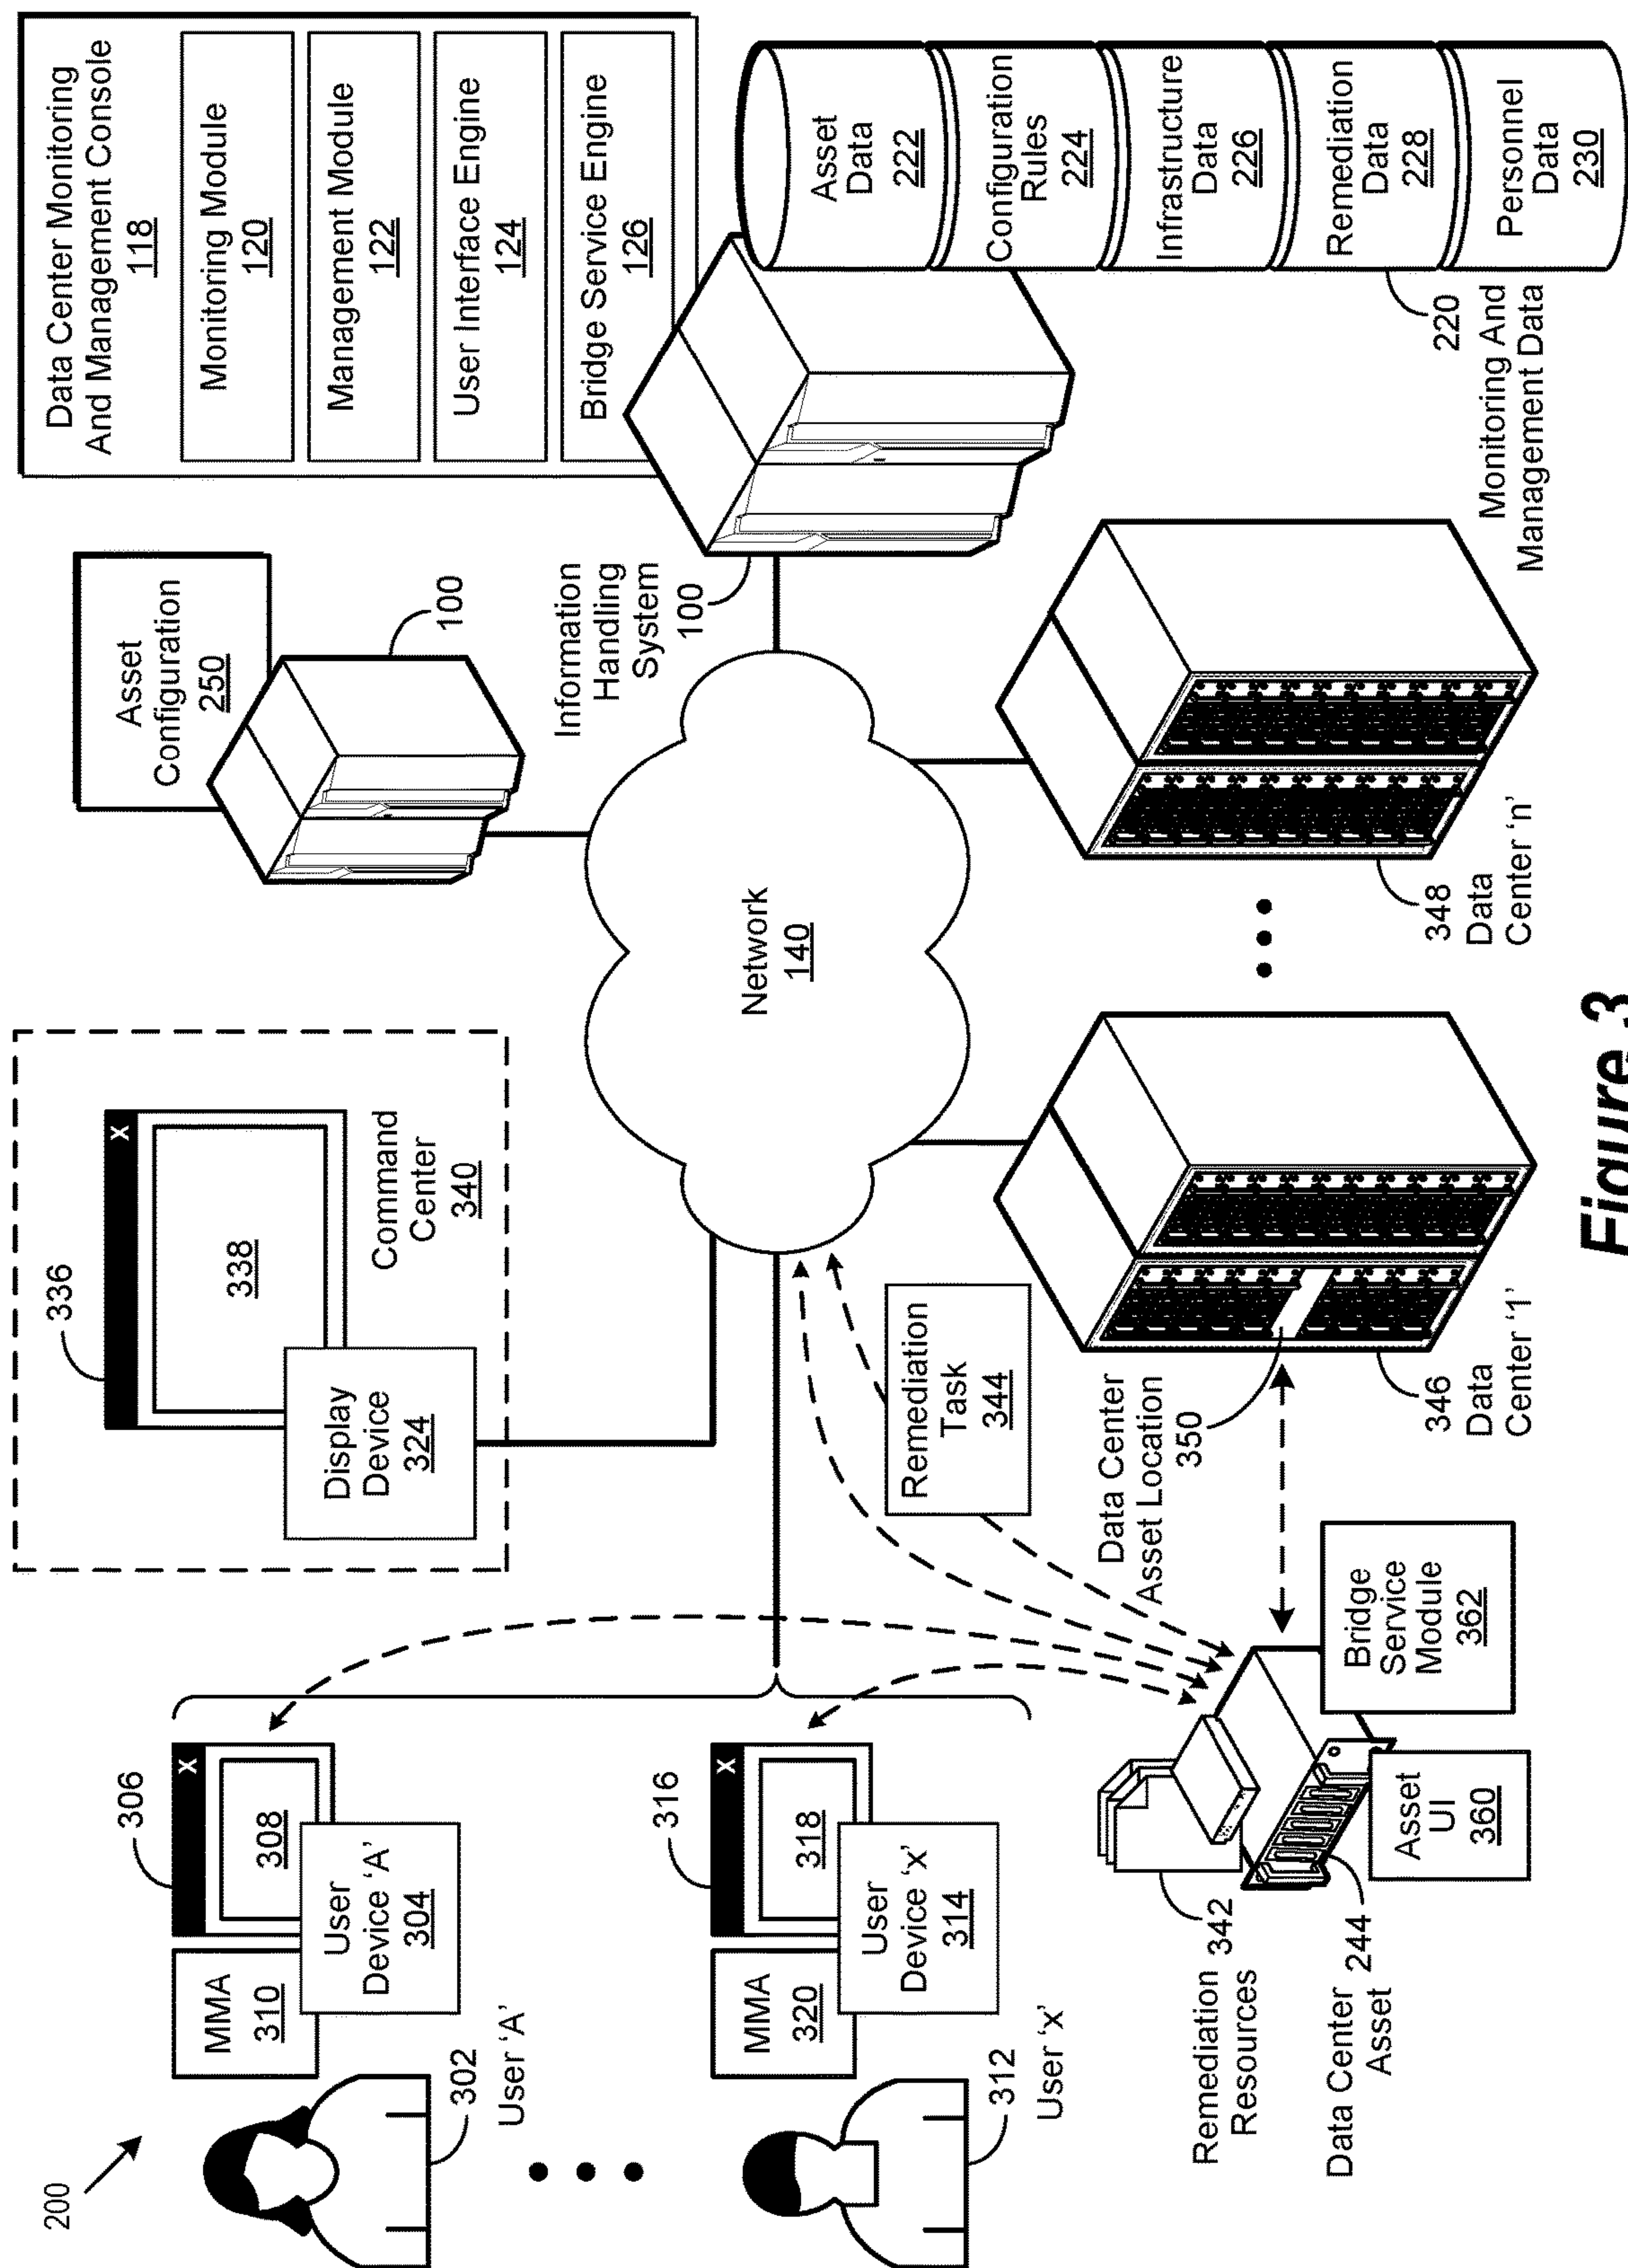 200
User 'A'
302
MMA
310
306
X
308
User
Device 'A'
304
User 'x'
312
MMA
320
316
X
318
User
Device 'x'
314
336
X
338
Display
Device
324
Command
Center
340
Asset
Configuration
250
100
Data Center Monitoring
And Management Console
118
Monitoring Module
120
Management Module
122
User Interface Engine
124
Bridge Service Engine
126
Information
Handling
System
100
Network
140
Asset
Data
222
Configuration
Rules
224
Infrastructure
Data
226
Remediation
Data
228
Personnel
Data
230
220
Monitoring And
Management Data
Remediation
Task
344
Data Center
Asset Location
350
346
Data
Center '1'
348
Data
Center 'n'
Remediation
Resources
342
Data Center
Asset
244
Asset
UI
360
Bridge
Service
Module
362
Figure 3